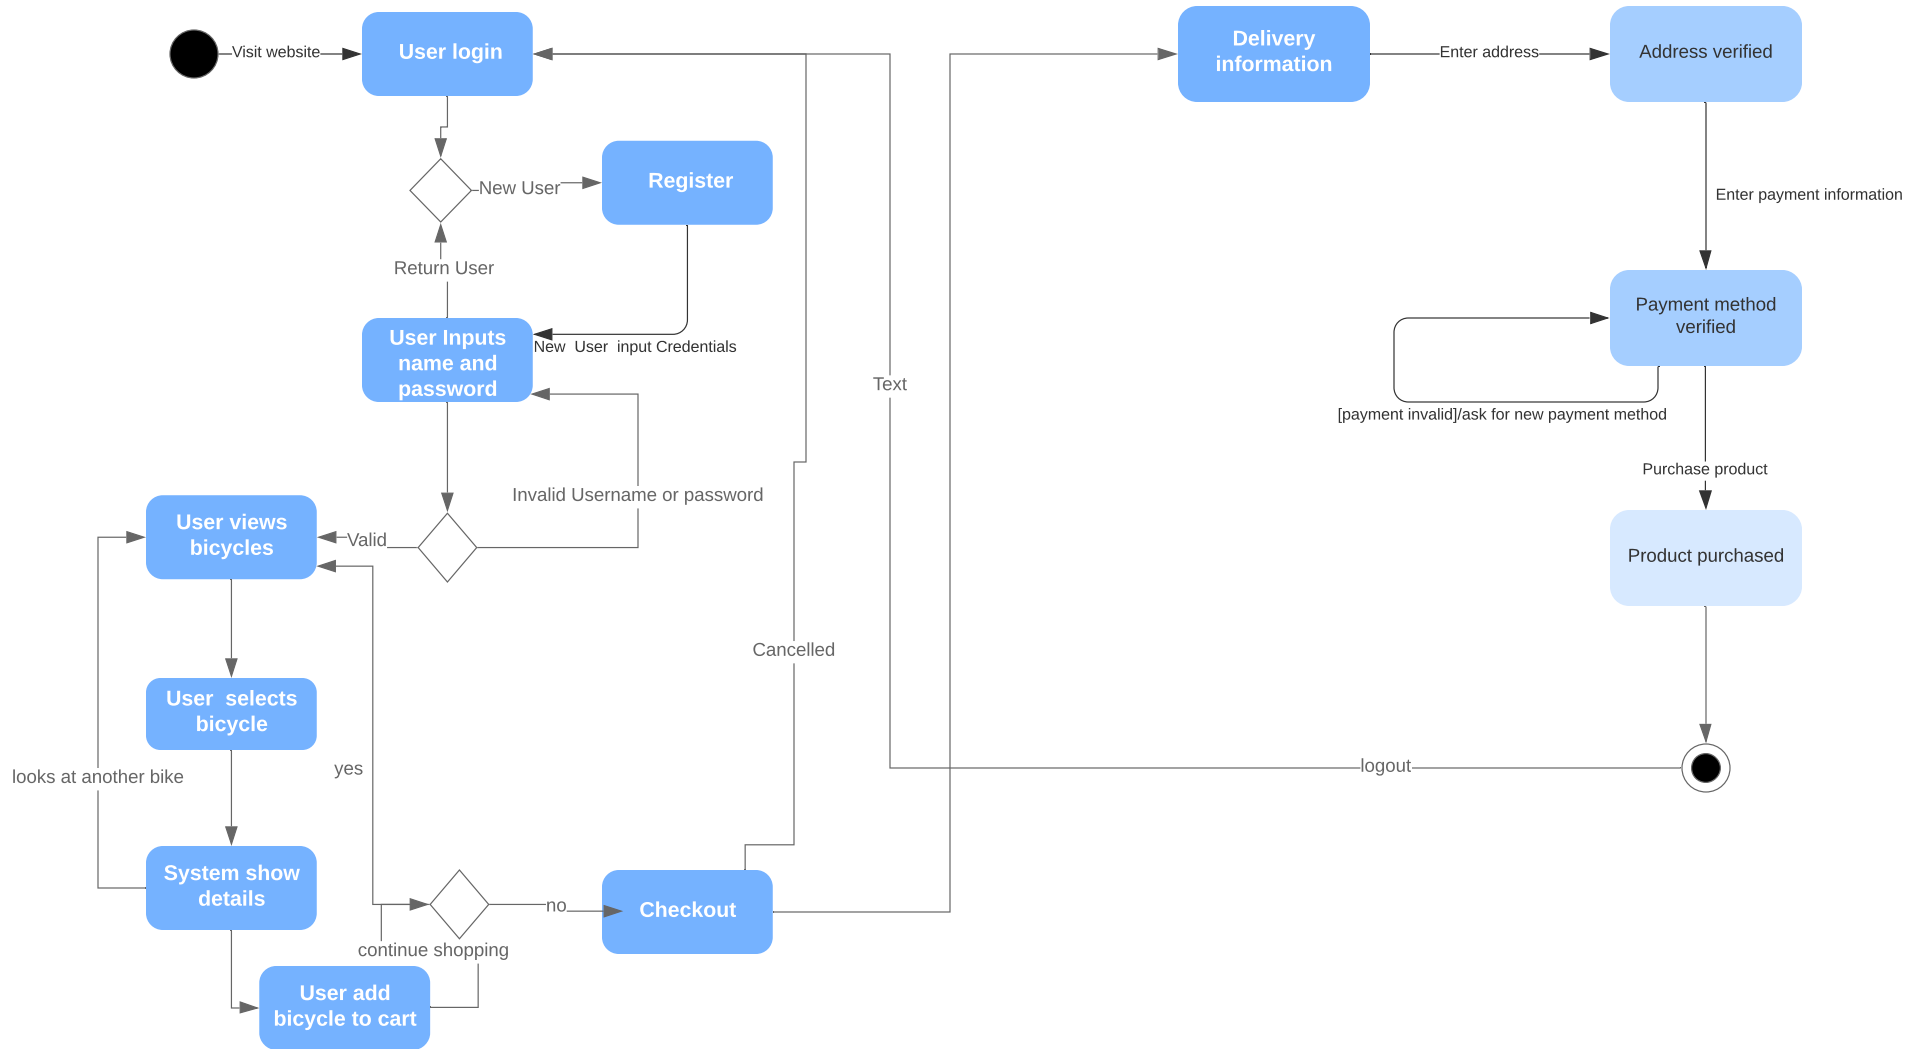 Visit website
User login
Delivery
information
Enter address
Address verified
New User
Register
Enter payment information
Return User
User Inputs
name and
password
New  User  input Credentials
Payment method
verified
Text
[payment invalid]/ask for new payment method
Purchase product
Invalid Username or password
User views
bicycles
Valid
Product purchased
Cancelled
User  selects
bicycle
looks at another bike
yes
logout
System show
details
no
Checkout
continue shopping
User add
bicycle to cart